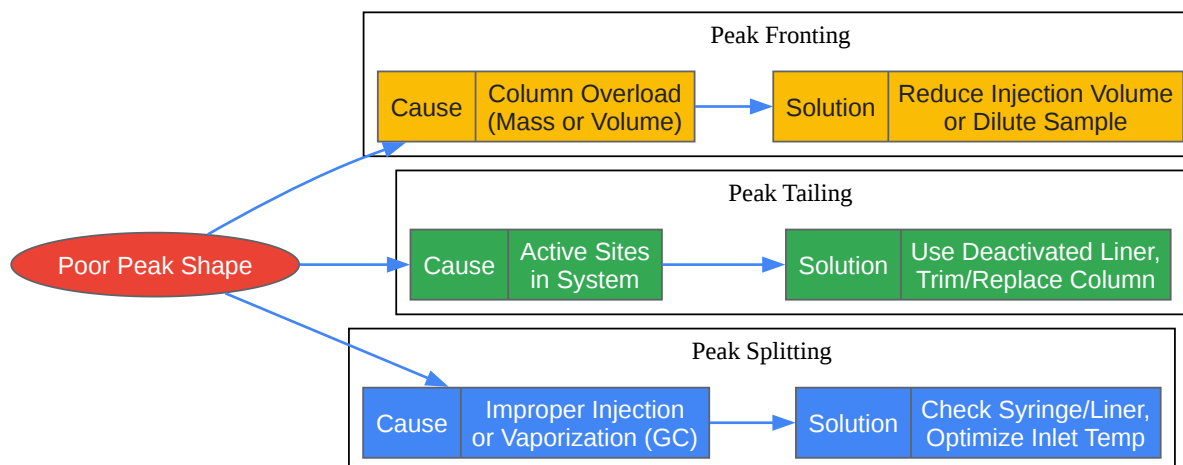 Peak Fronting
Cause
Column Overload
(Mass or Volume)
Solution
Reduce Injection Volume
or Dilute Sample
Peak Tailing
Poor Peak Shape
Cause
Active Sites
in System
Solution
Use Deactivated Liner,
Trim/Replace Column
Peak Splitting
Cause
Improper Injection
or Vaporization (GC)
Solution
Check Syringe/Liner,
Optimize Inlet Temp